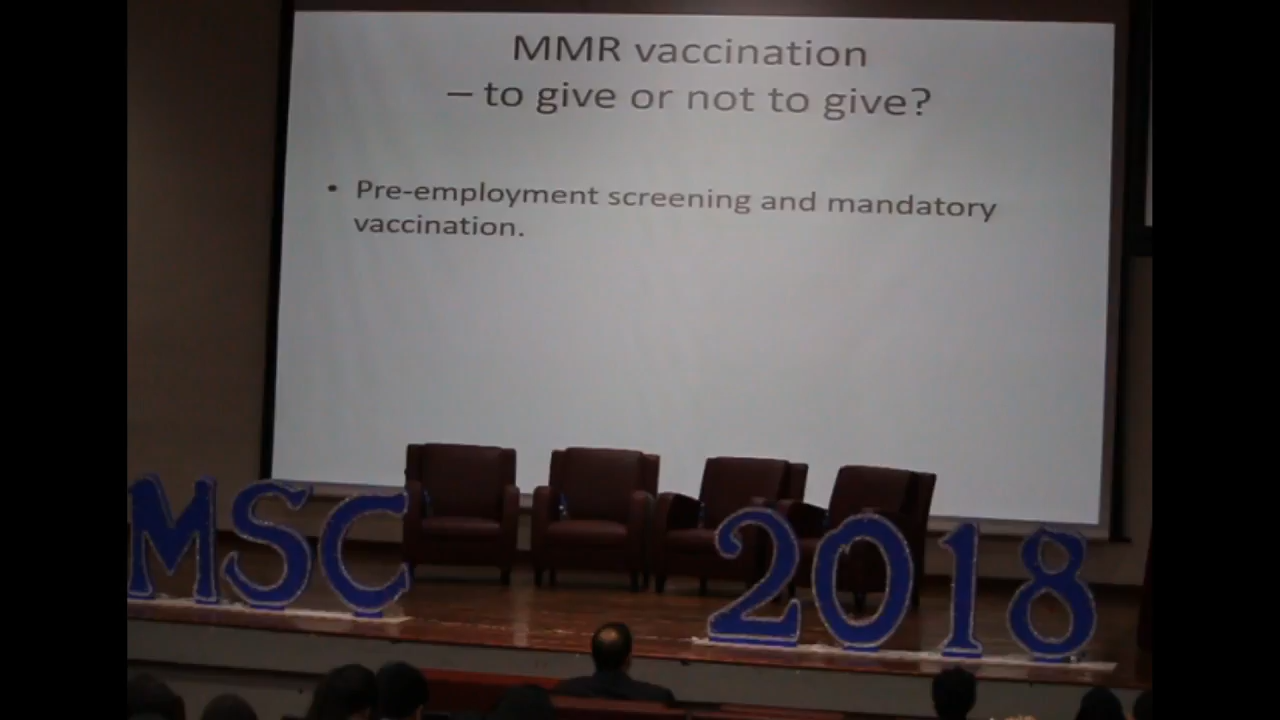 MMR vaccination
– to give or not to give?
• Pre-employment screening and mandatory
vaccination.
MSC 2018